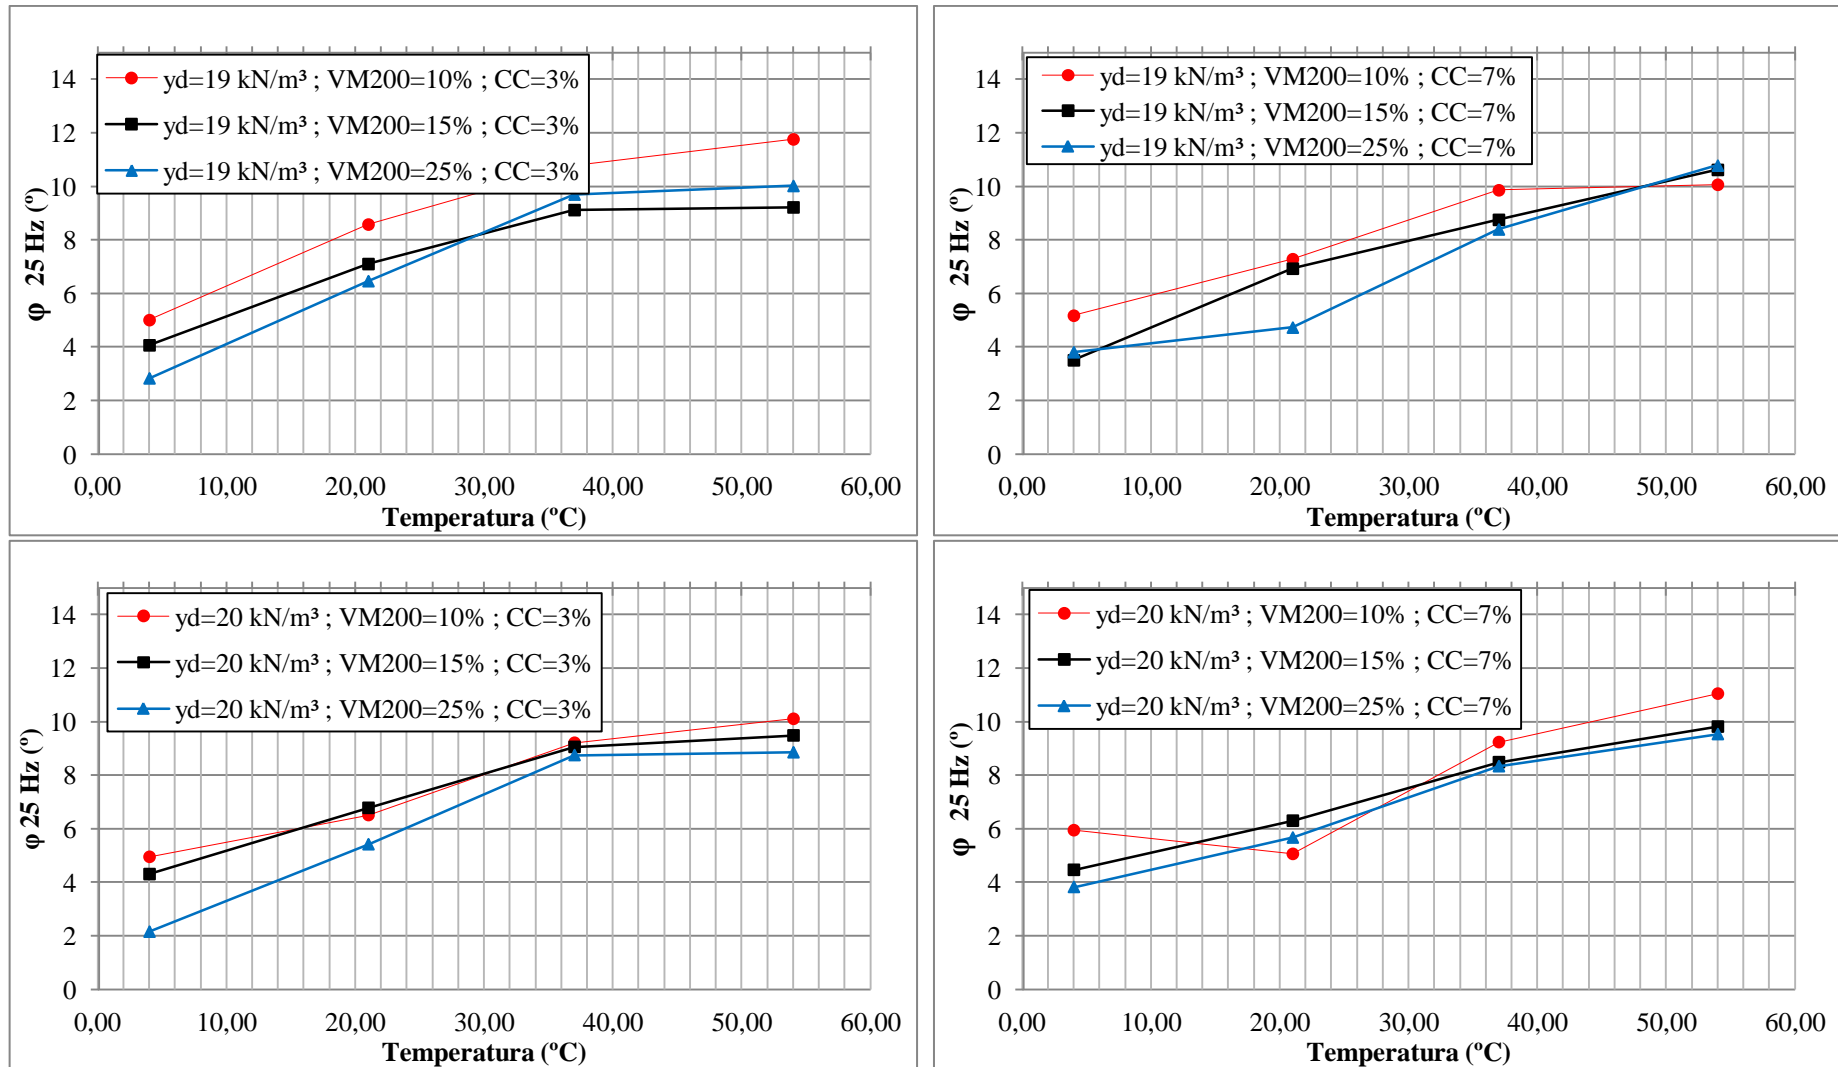 14
12
10
8
6
4
2
0
φ 25 Hz (º)
yd=19 kN/m³ ; VM200=10% ; CC=3%
yd=19 kN/m³ ; VM200=15% ; CC=3%
yd=19 kN/m³ ; VM200=25% ; CC=3%
0,00 10,00 20,00 30,00 40,00 50,00 60,00
Temperatura (ºC)
14
12
10
8
6
4
2
0
φ 25 Hz (º)
yd=19 kN/m³ ; VM200=10% ; CC=7%
yd=19 kN/m³ ; VM200=15% ; CC=7%
yd=19 kN/m³ ; VM200=25% ; CC=7%
0,00 10,00 20,00 30,00 40,00 50,00 60,00
Temperatura (ºC)
14
12
10
8
6
4
2
0
φ 25 Hz (º)
yd=20 kN/m³ ; VM200=10% ; CC=3%
yd=20 kN/m³ ; VM200=15% ; CC=3%
yd=20 kN/m³ ; VM200=25% ; CC=3%
0,00 10,00 20,00 30,00 40,00 50,00 60,00
Temperatura (ºC)
14
12
10
8
6
4
2
0
φ 25 Hz (º)
yd=20 kN/m³ ; VM200=10% ; CC=7%
yd=20 kN/m³ ; VM200=15% ; CC=7%
yd=20 kN/m³ ; VM200=25% ; CC=7%
0,00 10,00 20,00 30,00 40,00 50,00 60,00
Temperatura (ºC)